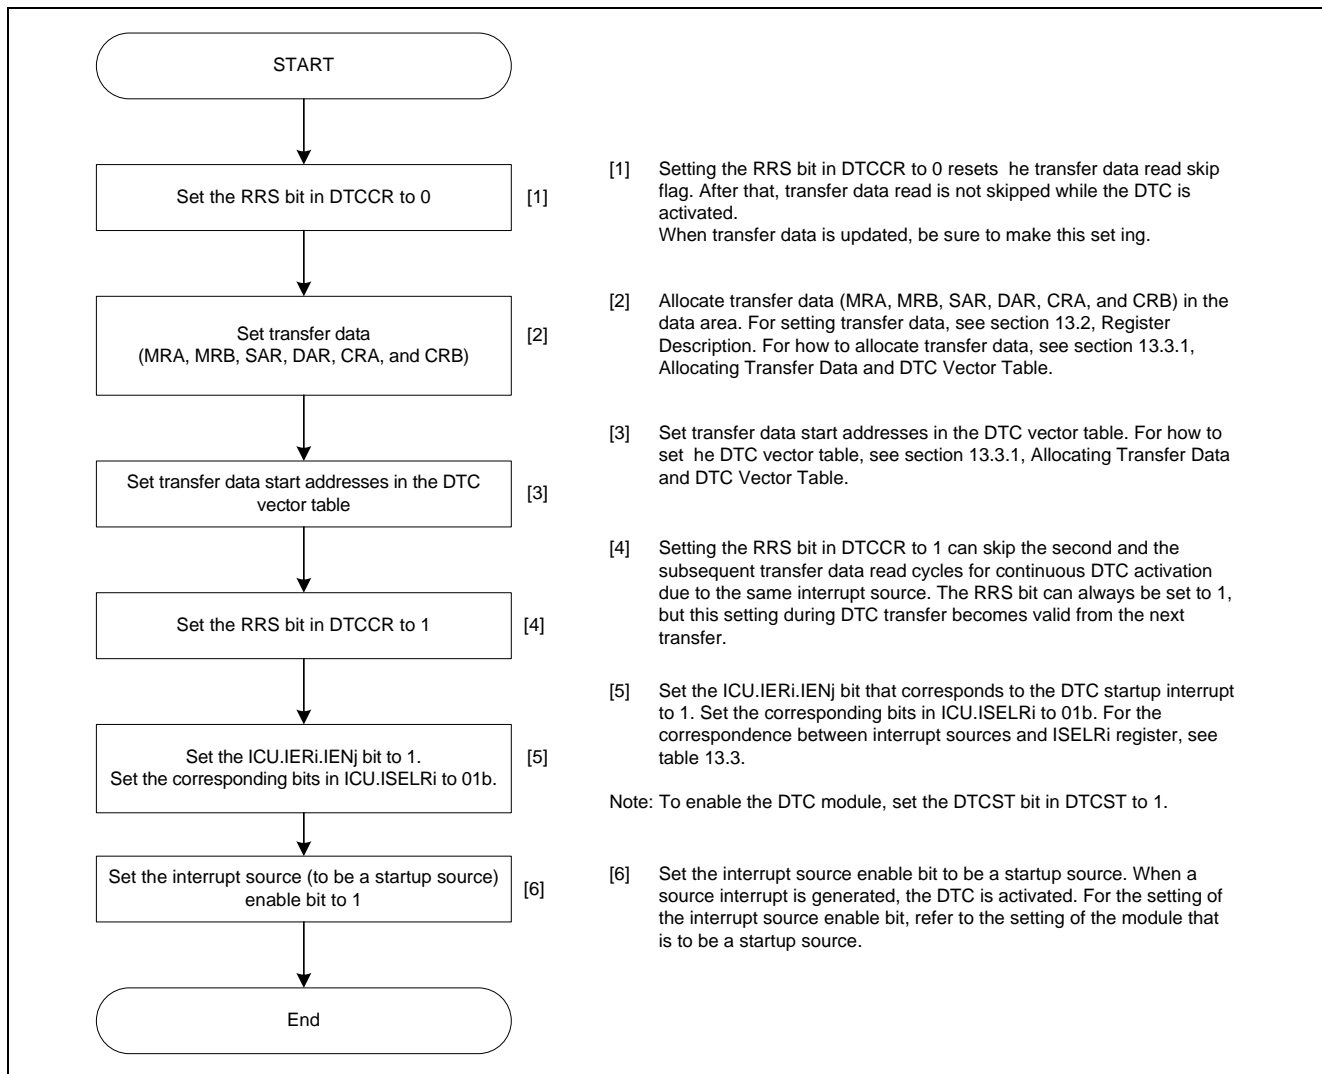 START
Set the RRS bit in DTCCR to 0
[1]
[1] Setting the RRS bit in DTCCR to 0 resets  he transfer data read skip
flag. After that, transfer data read is not skipped while the DTC is
activated.
When transfer data is updated, be sure to make this set ing.
Set transfer data
(MRA, MRB, SAR, DAR, CRA, and CRB)
[2]
[2] Allocate transfer data (MRA, MRB, SAR, DAR, CRA, and CRB) in the
data area. For setting transfer data, see section 13.2, Register
Description. For how to allocate transfer data, see section 13.3.1,
Allocating Transfer Data and DTC Vector Table.
Set transfer data start addresses in the DTC
vector table
[3]
[3] Set transfer data start addresses in the DTC vector table. For how to
set  he DTC vector table, see section 13.3.1, Allocating Transfer Data
and DTC Vector Table.
Set the RRS bit in DTCCR to 1
[4]
[4] Setting the RRS bit in DTCCR to 1 can skip the second and the
subsequent transfer data read cycles for continuous DTC activation
due to the same interrupt source. The RRS bit can always be set to 1,
but this setting during DTC transfer becomes valid from the next
transfer.
Set the ICU.IERi.IENj bit to 1.
Set the corresponding bits in ICU.ISELRi to 01b.
[5]
[5] Set the ICU.IERi.IENj bit that corresponds to the DTC startup interrupt
to 1. Set the corresponding bits in ICU.ISELRi to 01b. For the
correspondence between interrupt sources and ISELRi register, see
table 13.3.
Note: To enable the DTC module, set the DTCST bit in DTCST to 1.
Set the interrupt source (to be a startup source)
enable bit to 1
[6]
[6] Set the interrupt source enable bit to be a startup source. When a
source interrupt is generated, the DTC is activated. For the setting of
the interrupt source enable bit, refer to the setting of the module that
is to be a startup source.
End